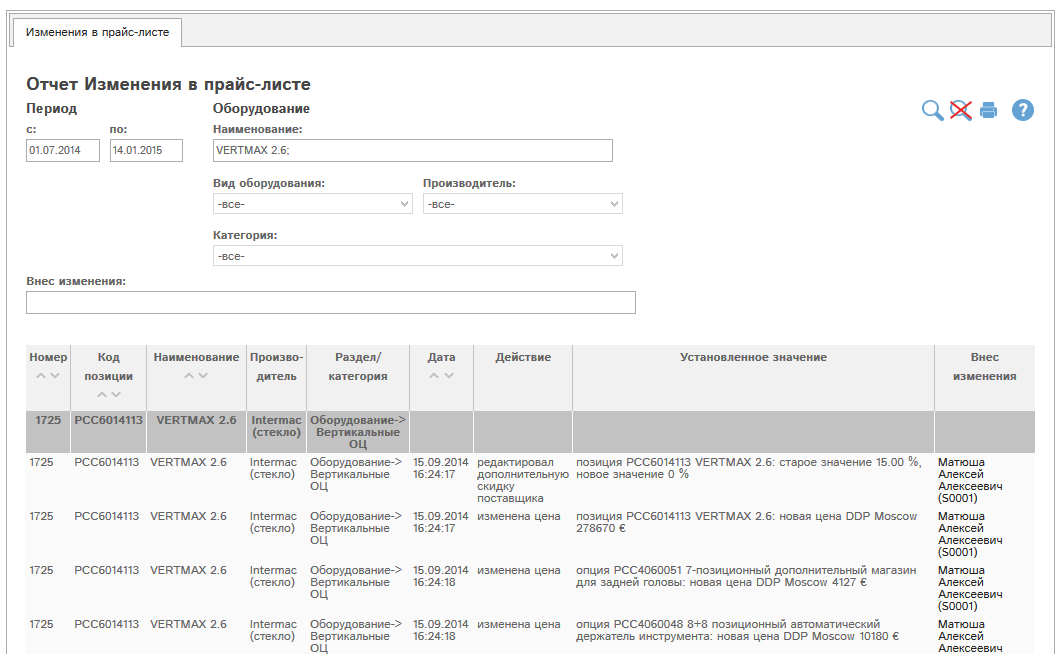 Изменения в прайс-листе
Отчет Изменения в прайс-листе
Период
Оборудование
с:
по:
Наименование:
01.07.2014
14.01.2015
VERTMAX 2.6;
?
Вид оборудования:
Производитель:
-все-
-все-
Категория:
-все-
Внес изменения:
Номер
Код позиции
Наименование
Произво-дитель
Раздел/ категория
Дата
Действие
Установленное значение
Внес изменения
1725
PCC6014113
VERTMAX 2.6
Intermac (стекло)
Оборудование-> Вертикальные ОЦ
1725
PCC6014113
VERTMAX 2.6
Intermac (стекло)
Оборудование-> Вертикальные ОЦ
15.09.2014 16:24:17
редактировал дополнительную скидку поставщика
позиция PCC6014113 VERTMAX 2.6: старое значение 15.00 %, новое значение 0 %
Матюша Алексей Алексеевич (S0001)
1725
PCC6014113
VERTMAX 2.6
Intermac (стекло)
Оборудование-> Вертикальные ОЦ
15.09.2014 16:24:17
изменена цена
позиция PCC6014113 VERTMAX 2.6: новая цена DDP Moscow 278670 €
Матюша Алексей Алексеевич (S0001)
1725
PCC6014113
VERTMAX 2.6
Intermac (стекло)
Оборудование-> Вертикальные ОЦ
15.09.2014 16:24:18
изменена цена
опция PCC4060051 7-позиционный дополнительный магазин для задней головы: новая цена DDP Moscow 4127 €
Матюша Алексей Алексеевич (S0001)
1725
PCC6014113
VERTMAX 2.6
Intermac (стекло)
Оборудование-> Вертикальные ОЦ
15.09.2014 16:24:18
изменена цена
опция PCC4060048 8+8 позиционный автоматический держатель инструмента: новая цена DDP Moscow 10180 €
Матюша Алексей Алексеевич